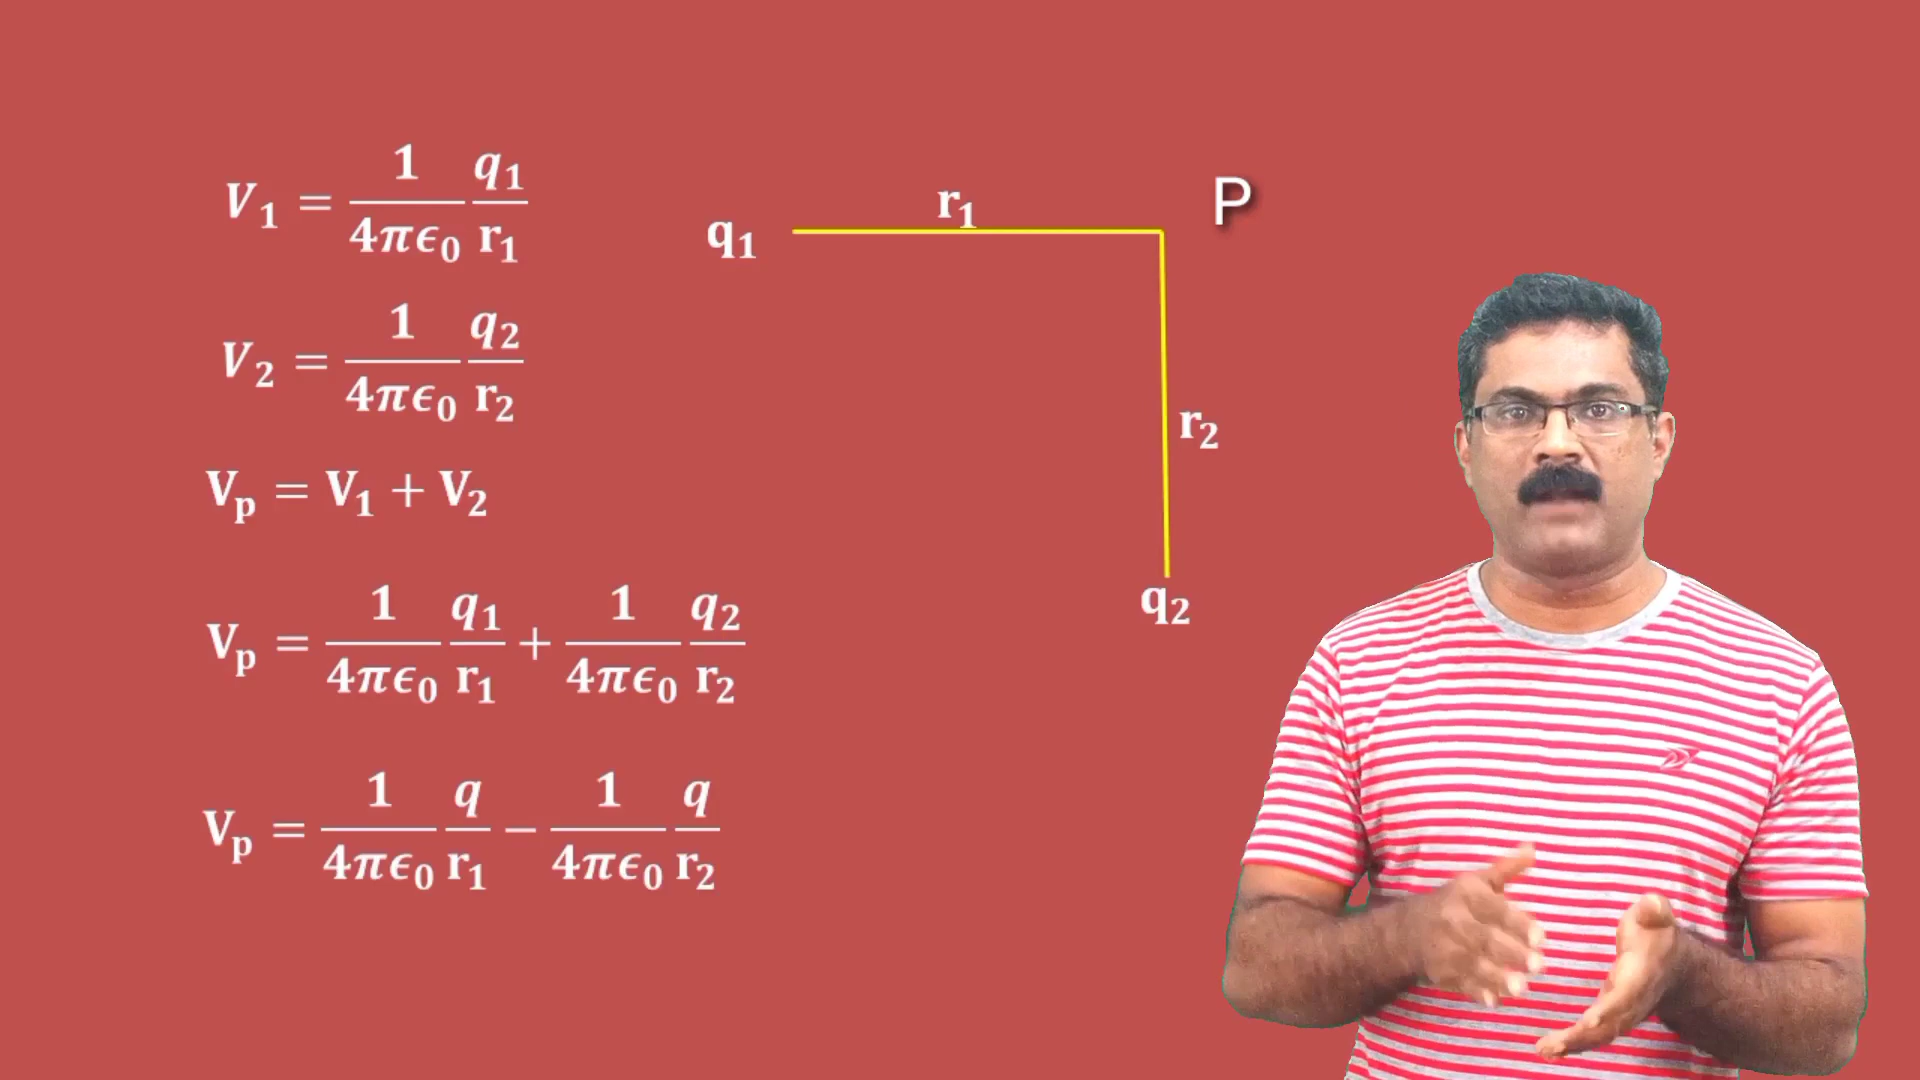 V₁ = 1/4πϵ₀ q₁/r₁
V₂ = 1/4πϵ₀ q₂/r₂
Vₚ = V₁ + V₂
Vₚ = 1/4πϵ₀ q₁/r₁ + 1/4πϵ₀ q₂/r₂
Vₚ = 1/4πϵ₀ q/r₁ − 1/4πϵ₀ q/r₂
P
r₁
q₁
r₂
q₂